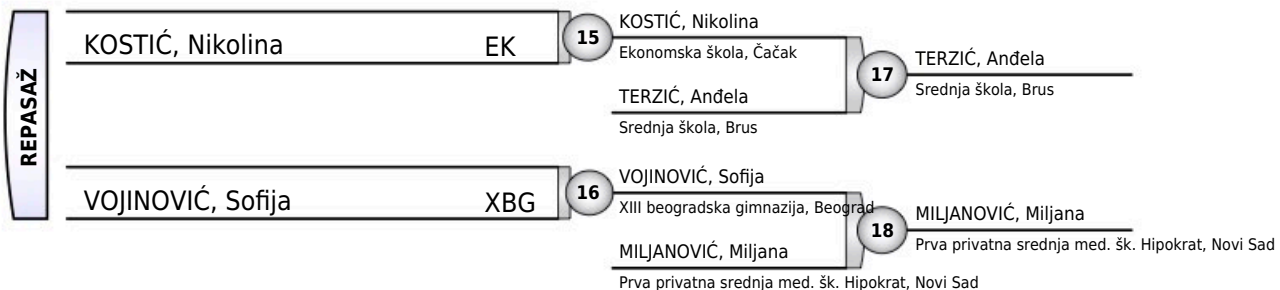 REPASAŽ
KOSTIĆ, Nikolina EK
15
KOSTIĆ, Nikolina
Ekonomska škola, Čačak
TERZIĆ, Anđela
Srednja škola, Brus
17
TERZIĆ, Anđela
Srednja škola, Brus
VOJINOVIĆ, Sofija XBG
16
VOJINOVIĆ, Sofija
XIII beogradska gimnazija, Beograd
MILJANOVIĆ, Miljana
Prva privatna srednja med. šk. Hipokrat, Novi Sad
18
MILJANOVIĆ, Miljana
Prva privatna srednja med. šk. Hipokrat, Novi Sad